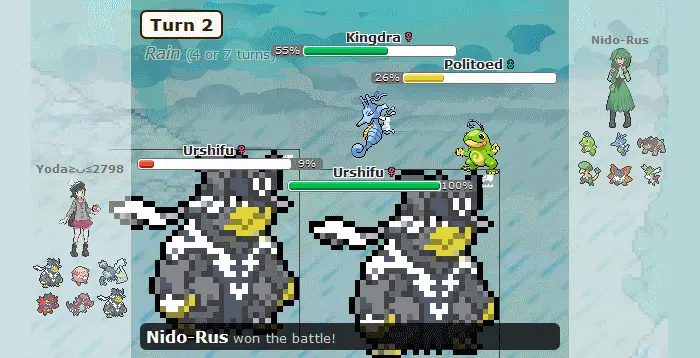 Turn 2
Rain (4 or 7 turns)
Kingdra ♀
55%
Politoed ♂
26%
Nido-Rus
Urshifu ♀
9%
Urshifu ♀
100%
Nido-Rus won the battle!